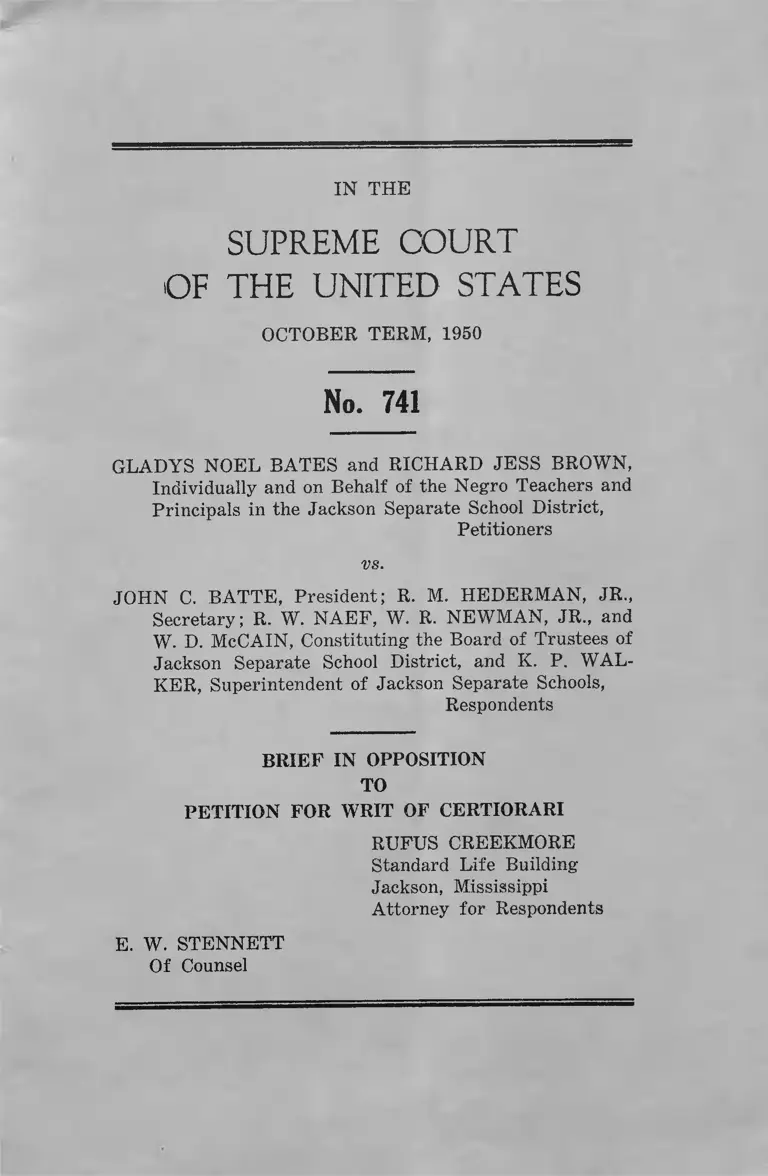 IN THE
SUPREME COURT
OF THE UNITED STATES
OCTOBER TERM, 1950
No. 741
GLADYS NOEL BATES and RICHARD JESS BROWN,
Individually and on Behalf of the Negro Teachers and
Principals in the Jackson Separate School District,
Petitioners
vs.
JOHN C. BATTE, President; R. M. HEDERMAN, JR.,
Secretary; R. W. NAEF, W. R. NEWMAN, JR., and
W. D. McCAIN, Constituting the Board of Trustees of
Jackson Separate School District, and K. P. WAL-
KER, Superintendent of Jackson Separate Schools,
Respondents
BRIEF IN OPPOSITION
TO
PETITION FOR WRIT OF CERTIORARI
RUFUS CREEKMORE
Standard Life Building
Jackson, Mississippi
Attorney for Respondents
E. W. STENNETT
Of Counsel